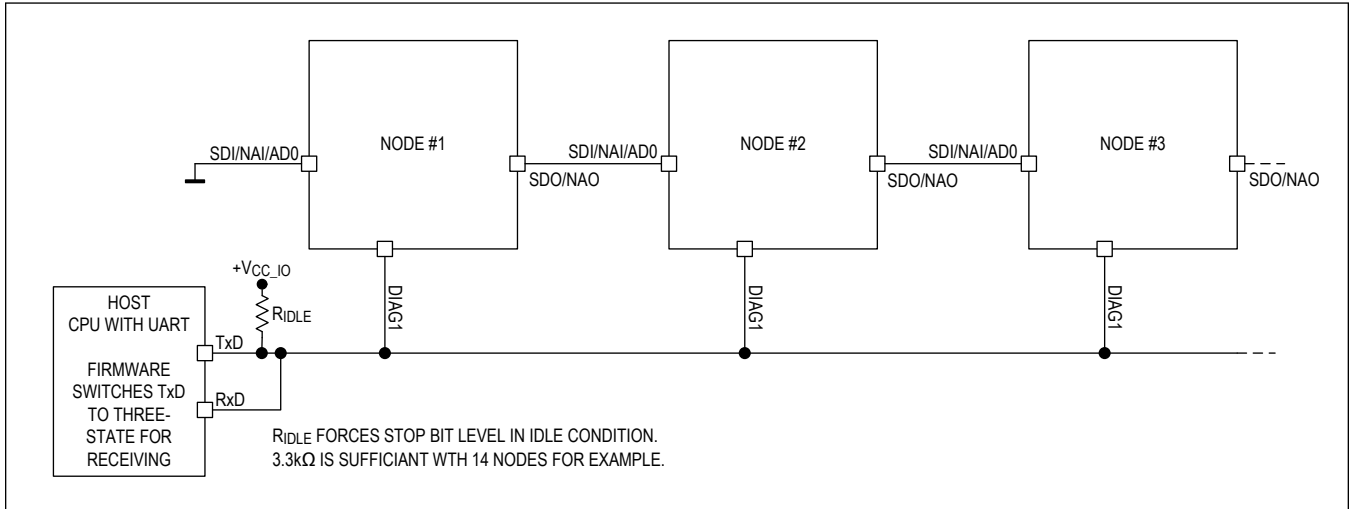 NODE #1
NODE #2
NODE #3
SDI/NAI/AD0
SDO/NAO
SDI/NAI/AD0
SDO/NAO
SDI/NAI/AD0
SDO/NAO
+VCC_IO
RIDLE
DIAG1
DIAG1
DIAG1
HOST
CPU WITH UART
FIRMWARE
SWITCHES TxD
TO THREE-
STATE FOR
RECEIVING
TxD
RxD
RIDLE FORCES STOP BIT LEVEL IN IDLE CONDITION.
3.3kΩ IS SUFFICIANT WTH 14 NODES FOR EXAMPLE.